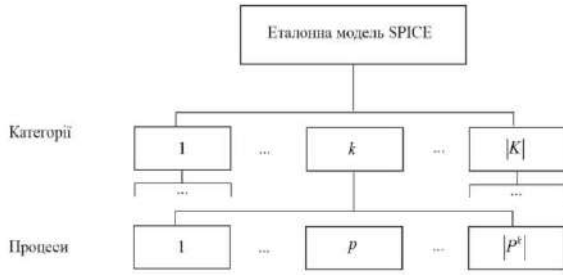 Еталонна модель SPICE
Категорії 1 ... k ... |K|
... ...
Процеси 1 ... p ... |P^k|